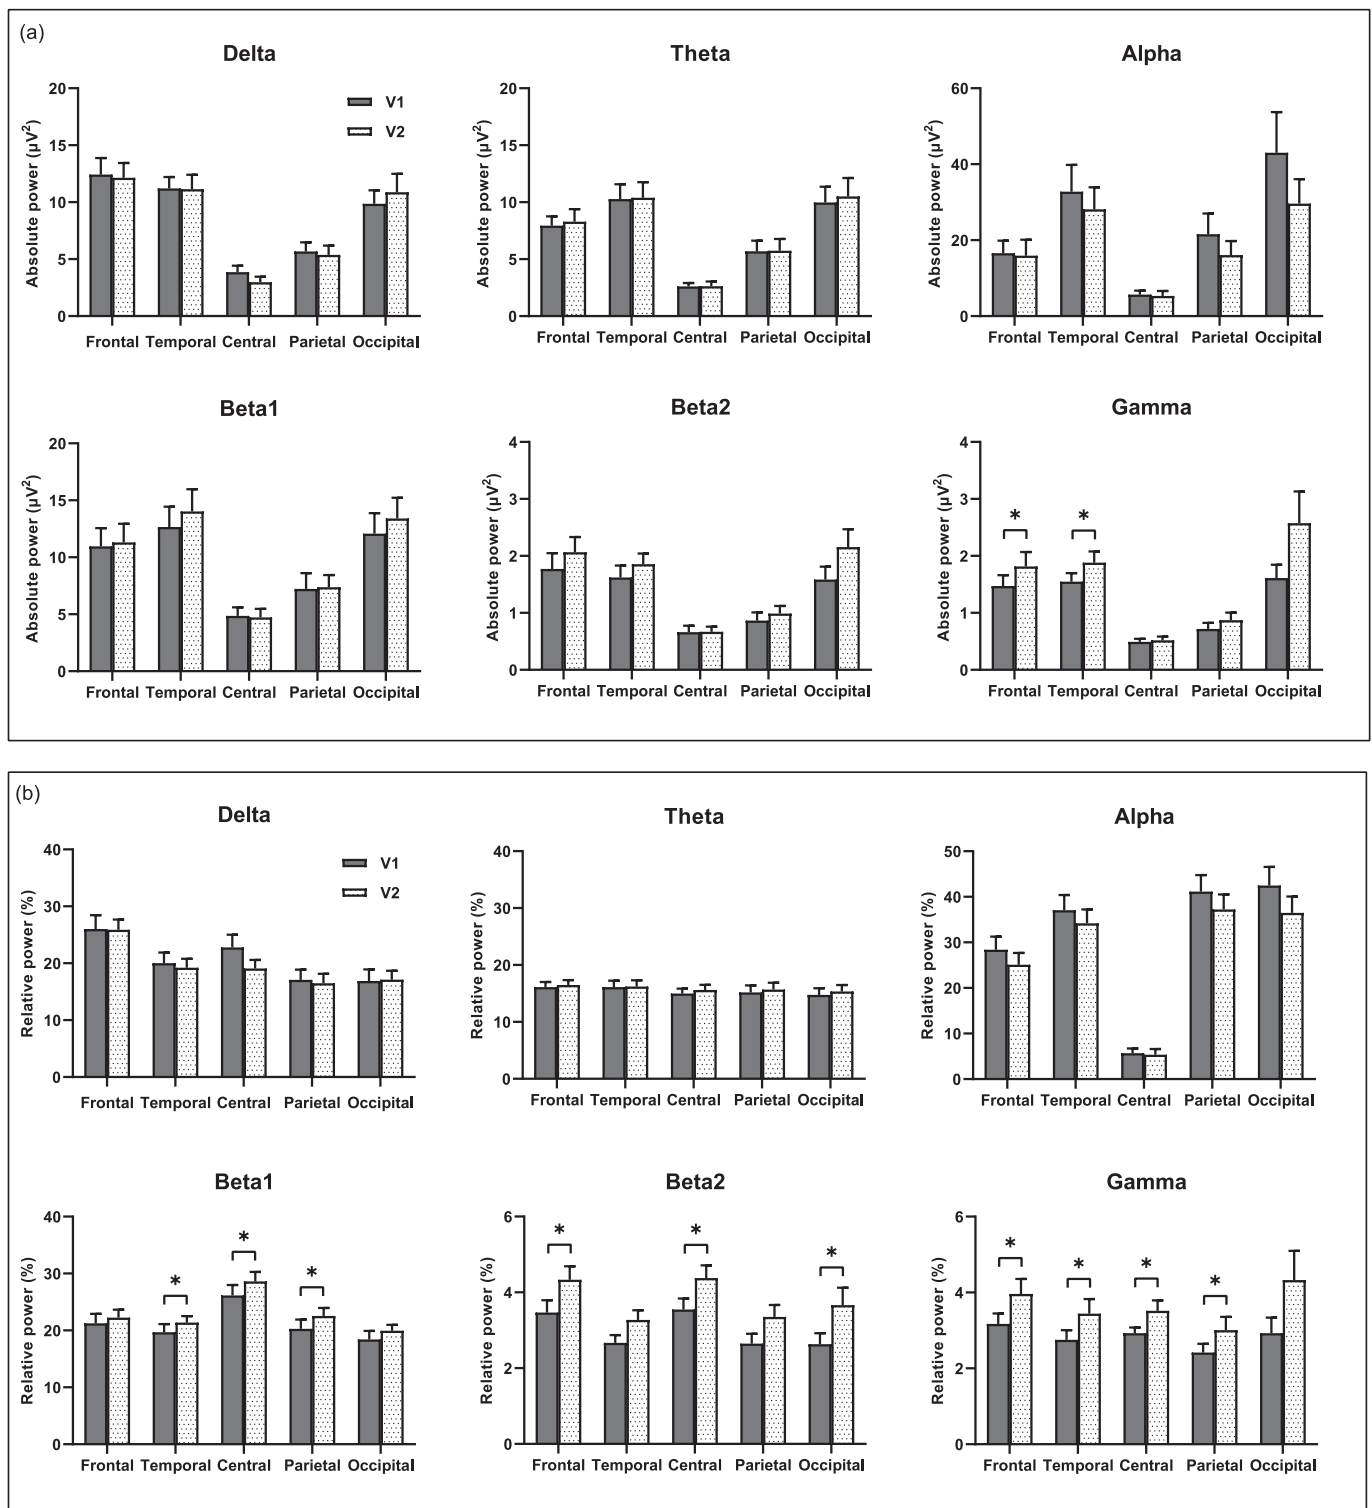 (a)
Delta
Theta
Alpha
Absolute power (µV²)
20
15
10
5
0
V1
V2
Frontal Temporal Central Parietal Occipital
Absolute power (µV²)
20
15
10
5
0
Frontal Temporal Central Parietal Occipital
Absolute power (µV²)
60
40
20
0
Frontal Temporal Central Parietal Occipital
Beta1
Beta2
Gamma
Absolute power (µV²)
20
15
10
5
0
Frontal Temporal Central Parietal Occipital
Absolute power (µV²)
4
3
2
1
0
Frontal Temporal Central Parietal Occipital
Absolute power (µV²)
4
3
2
1
0
* *
Frontal Temporal Central Parietal Occipital
(b)
Delta
Theta
Alpha
Relative power (%)
40
30
20
10
0
V1
V2
Frontal Temporal Central Parietal Occipital
Relative power (%)
40
30
20
10
0
Frontal Temporal Central Parietal Occipital
Relative power (%)
50
40
30
20
10
0
Frontal Temporal Central Parietal Occipital
Beta1
Beta2
Gamma
Relative power (%)
40
30
20
10
0
* * *
Frontal Temporal Central Parietal Occipital
Relative power (%)
6
4
2
0
* * *
Frontal Temporal Central Parietal Occipital
Relative power (%)
6
4
2
0
* * * *
Frontal Temporal Central Parietal Occipital